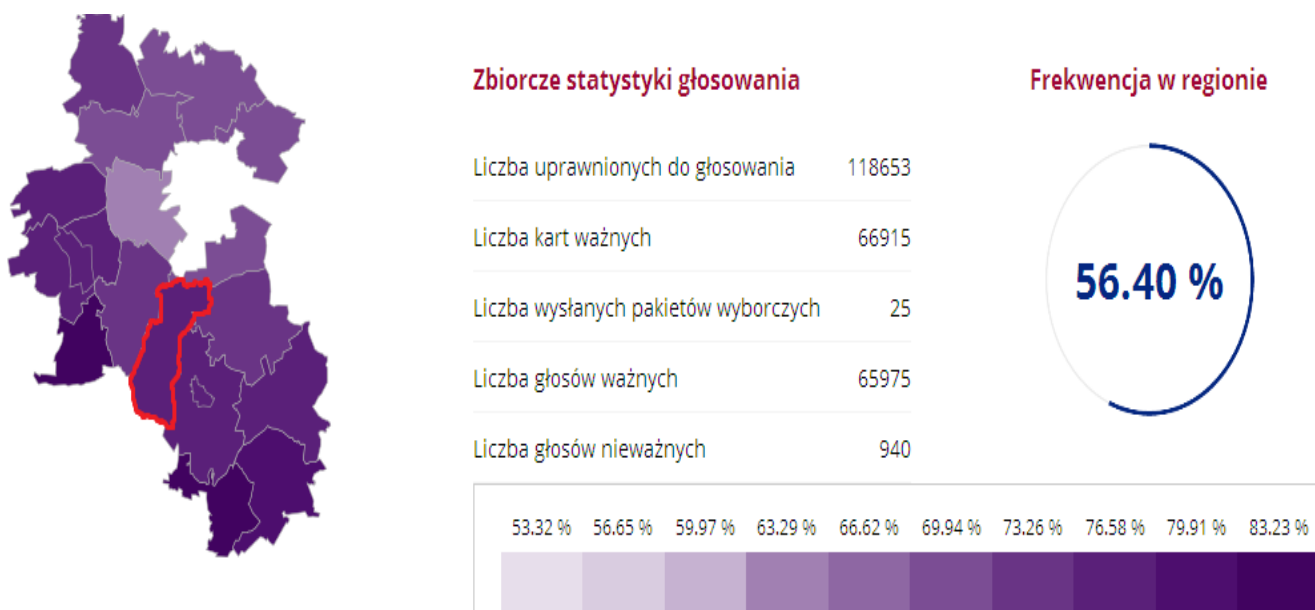 Zbiorcze statystyki głosowania
Liczba uprawnionych do głosowania 118653
Liczba kart ważnych 66915
Liczba wysłanych pakietów wyborczych 25
Liczba głosów ważnych 65975
Liczba głosów nieważnych 940
Frekwencja w regionie
56.40 %
53.32 % 56.65 % 59.97 % 63.29 % 66.62 % 69.94 % 73.26 % 76.58 % 79.91 % 83.23 %